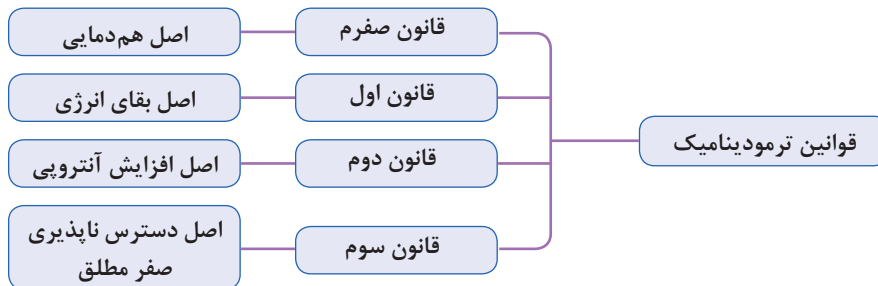 قوانین ترمودینامیک
قانون صفرم
اصل هم‌دمایی
قانون اول
اصل بقای انرژی
قانون دوم
اصل افزایش آنتروپی
قانون سوم
اصل دسترس ناپذیری
صفر مطلق